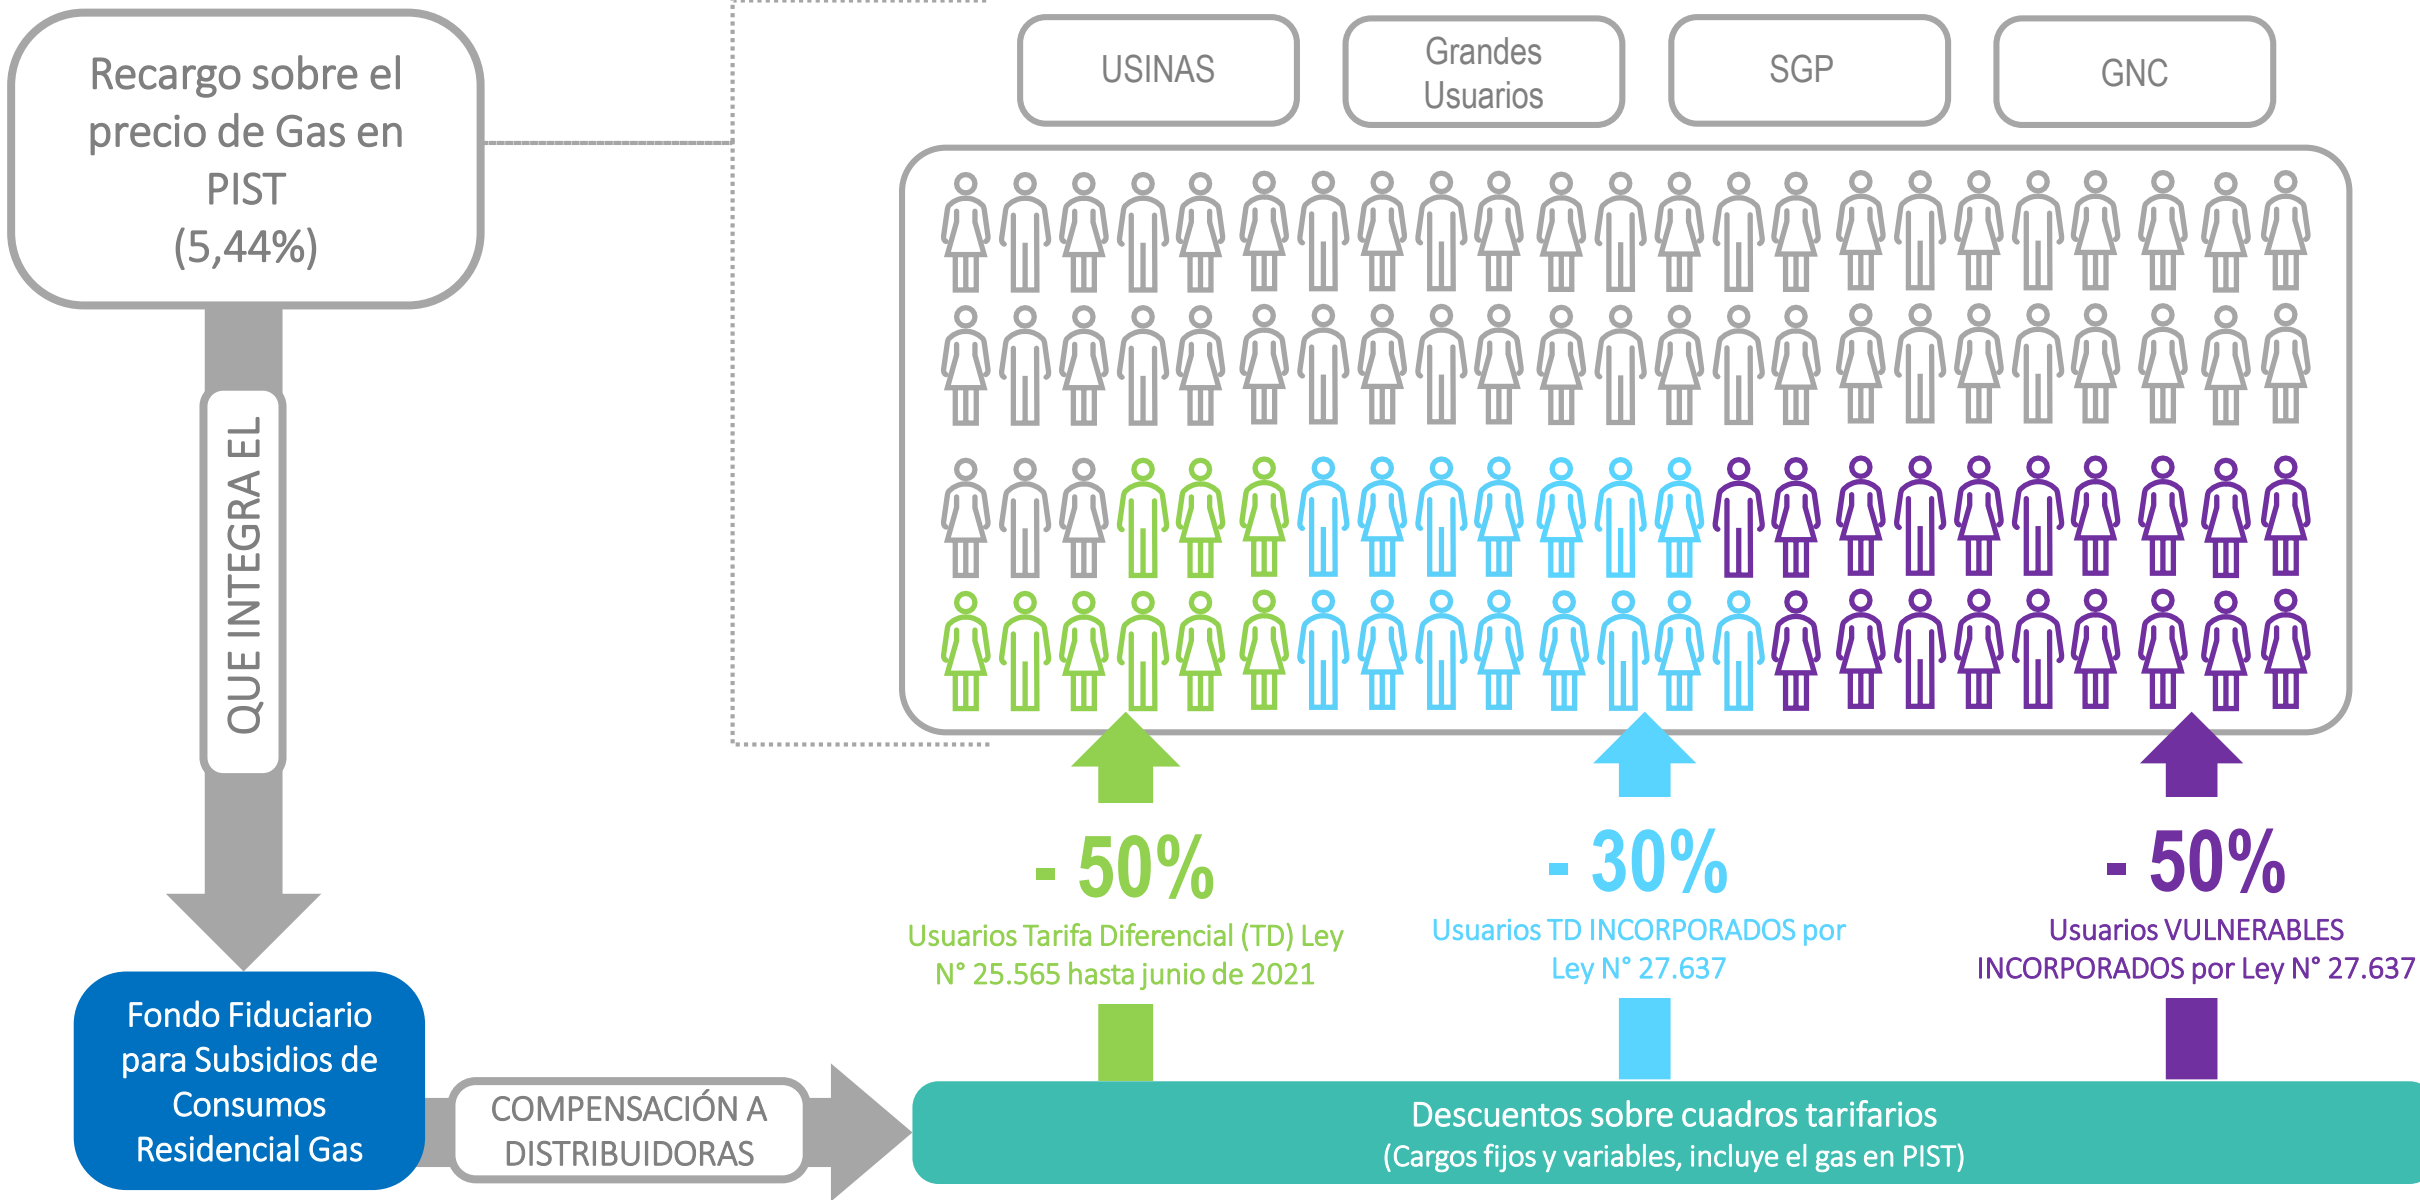 Recargo sobre el
precio de Gas en
PIST
(5,44%)
USINAS
Grandes
Usuarios
SGP
GNC
QUE INTEGRA EL
- 50%
Usuarios Tarifa Diferencial (TD) Ley
N° 25.565 hasta junio de 2021
- 30%
Usuarios TD INCORPORADOS por
Ley N° 27.637
- 50%
Usuarios VULNERABLES
INCORPORADOS por Ley N° 27.637
Fondo Fiduciario
para Subsidios de
Consumos
Residencial Gas
COMPENSACIÓN A
DISTRIBUIDORAS
Descuentos sobre cuadros tarifarios
(Cargos fijos y variables, incluye el gas en PIST)